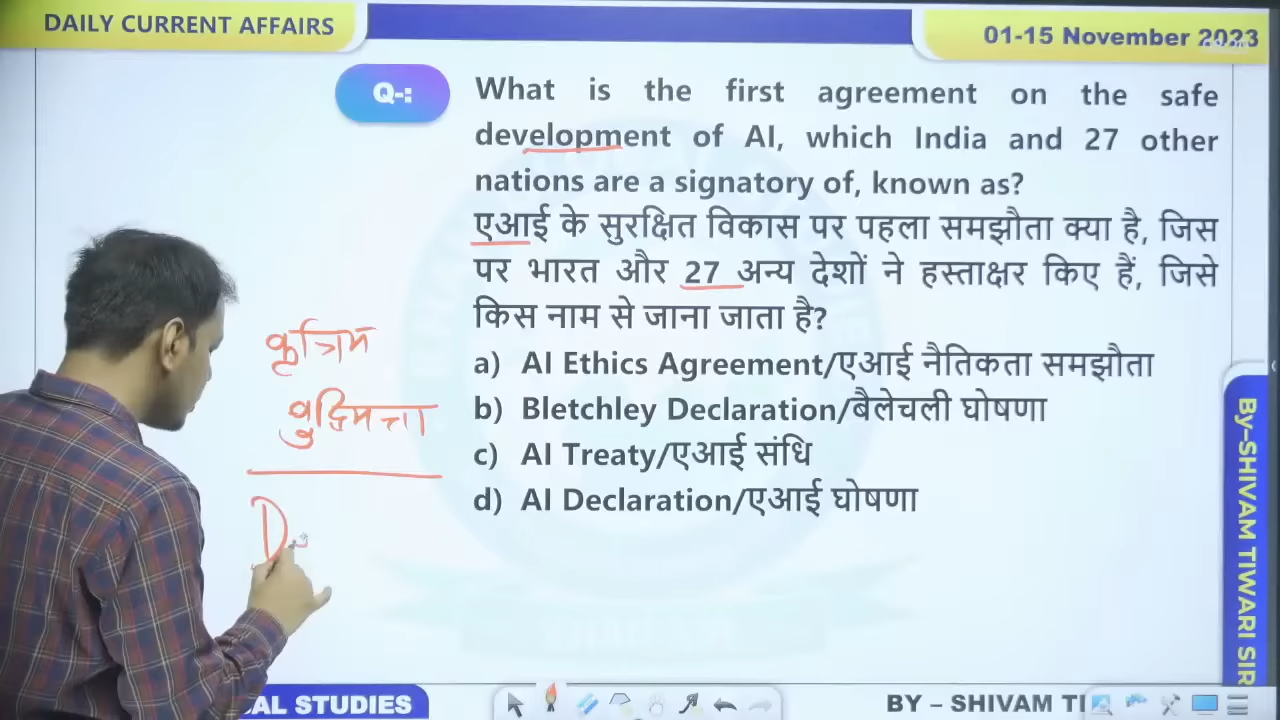 DAILY CURRENT AFFAIRS
01-15 November 2023
Q-:
What is the first agreement on the safe
development of AI, which India and 27 other
nations are a signatory of, known as?
एआई के सुरक्षित विकास पर पहला समझौता क्या है, जिस
पर भारत और 27 अन्य देशों ने हस्ताक्षर किए हैं, जिसे
किस नाम से जाना जाता है?
a) AI Ethics Agreement/एआई नैतिकता समझौता
b) Bletchley Declaration/बैलेचली घोषणा
c) AI Treaty/एआई संधि
d) AI Declaration/एआई घोषणा
कृत्रिम
बुद्धिमत्ता
D
By-SHIVAM TIWARI SIR
CAL STUDIES
BY – SHIVAM TI